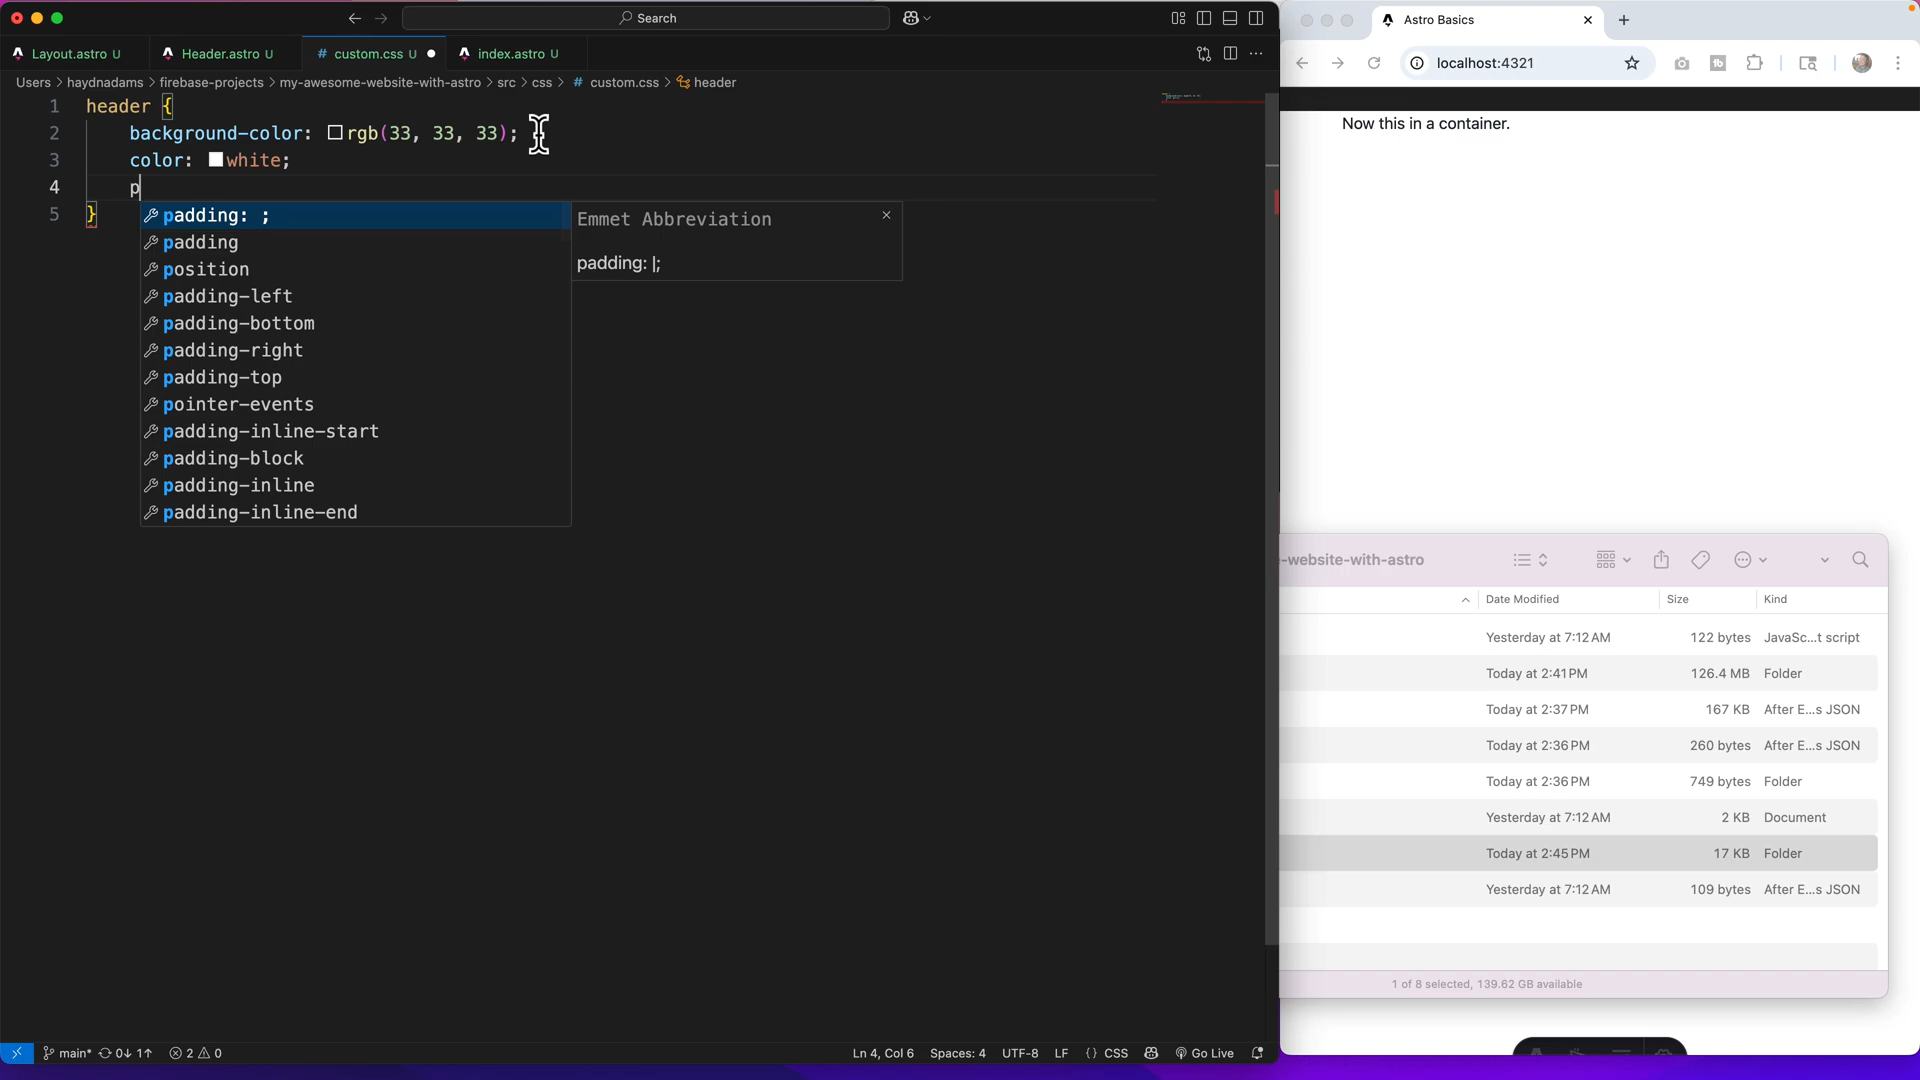 Search
Layout.astro U
Header.astro U
# custom.css U
index.astro U
Users > haydnadams > firebase-projects > my-awesome-website-with-astro > src > css > # custom.css > header
1 header {
2 background-color: rgb(33, 33, 33);
3 color: white;
4 p
5 }
padding: ;
padding
position
padding-left
padding-bottom
padding-right
padding-top
pointer-events
padding-inline-start
padding-block
padding-inline
padding-inline-end
Emmet Abbreviation
padding: |;
main* 0↓ 1↑ 2 0
Ln 4, Col 6 Spaces: 4 UTF-8 LF {} CSS Go Live
Astro Basics
localhost:4321
Now this in a container.
-website-with-astro
Date Modified Size Kind
Yesterday at 7:12 AM 122 bytes JavaSc...t script
Today at 2:41 PM 126.4 MB Folder
Today at 2:37 PM 167 KB After E...s JSON
Today at 2:36 PM 260 bytes After E...s JSON
Today at 2:36 PM 749 bytes Folder
Yesterday at 7:12 AM 2 KB Document
Today at 2:45 PM 17 KB Folder
Yesterday at 7:12 AM 109 bytes After E...s JSON
1 of 8 selected, 139.62 GB available